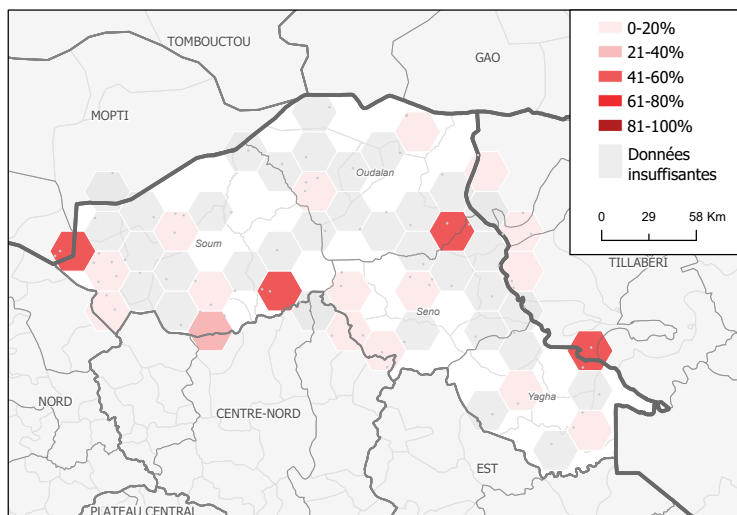 TOMBOUCTOU
GAO
MOPTI
Oudalan
Soum
Seno
TILLABERÍ
Yagha
NORD
CENTRE-NORD
EST
PLATEAU CENTRAL
0-20%
21-40%
41-60%
61-80%
81-100%
Données
insuffisantes
0 29 58 Km